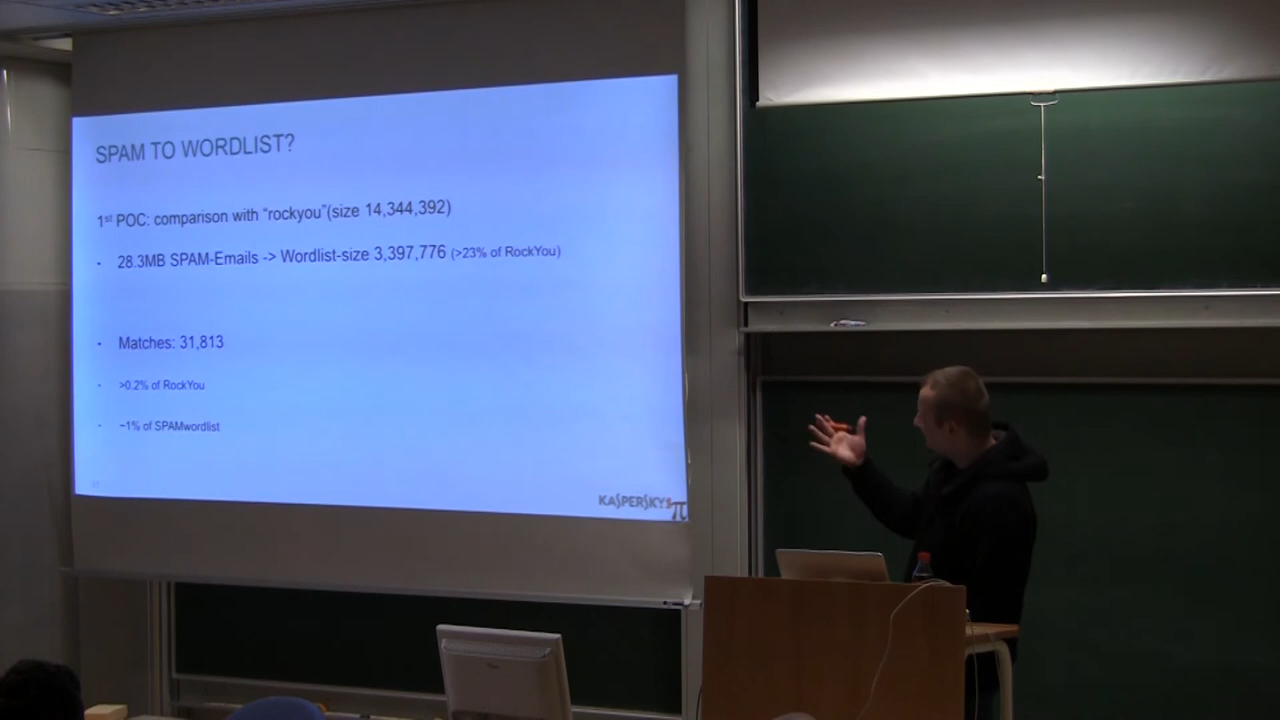 SPAM TO WORDLIST?
1st POC: comparison with "rockyou"(size 14,344,392)
- 28.3MB SPAM-Emails -> Wordlist-size 3,397,776 (>23% of RockYou)
- Matches: 31,813
- >0.2% of RockYou
- ~1% of SPAMwordlist
KASPERSKY
π